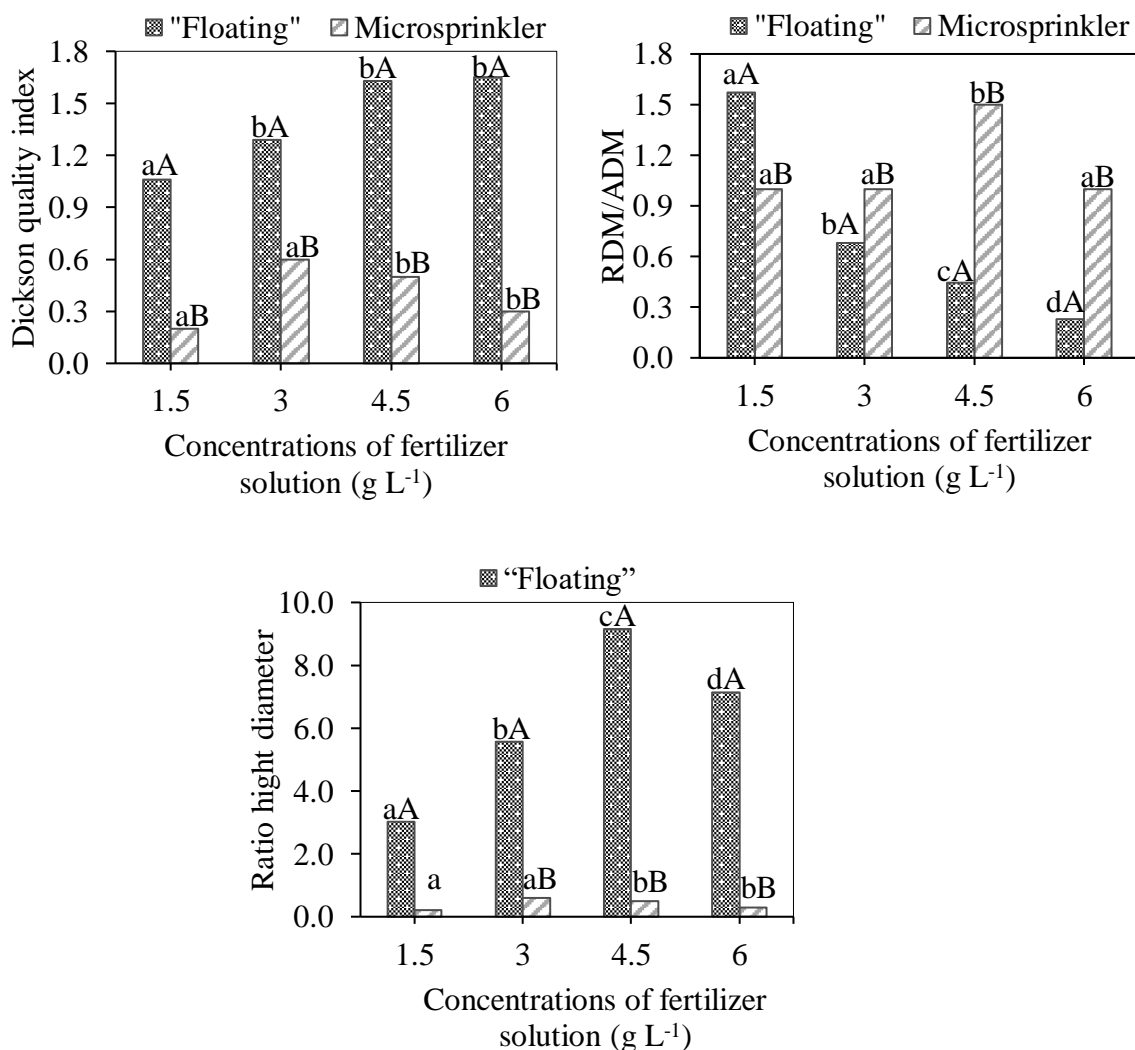 "Floating" Microsprinkler
Dickson quality index
1.8
1.5
1.2
0.9
0.6
0.3
0.0
aA
aB
bA
aB
bA
bB
bA
bB
1.5 3 4.5 6
Concentrations of fertilizer
solution (g L-1)
"Floating" Microsprinkler
RDM/ADM
1.8
1.5
1.2
0.9
0.6
0.3
0.0
aA
aB
bA
aB
cA
bB
dA
aB
1.5 3 4.5 6
Concentrations of fertilizer
solution (g L-1)
“Floating”
Ratio hight diameter
10.0
8.0
6.0
4.0
2.0
0.0
aA
a
bA
aB
cA
bB
dA
bB
1.5 3 4.5 6
Concentrations of fertilizer
solution (g L-1)